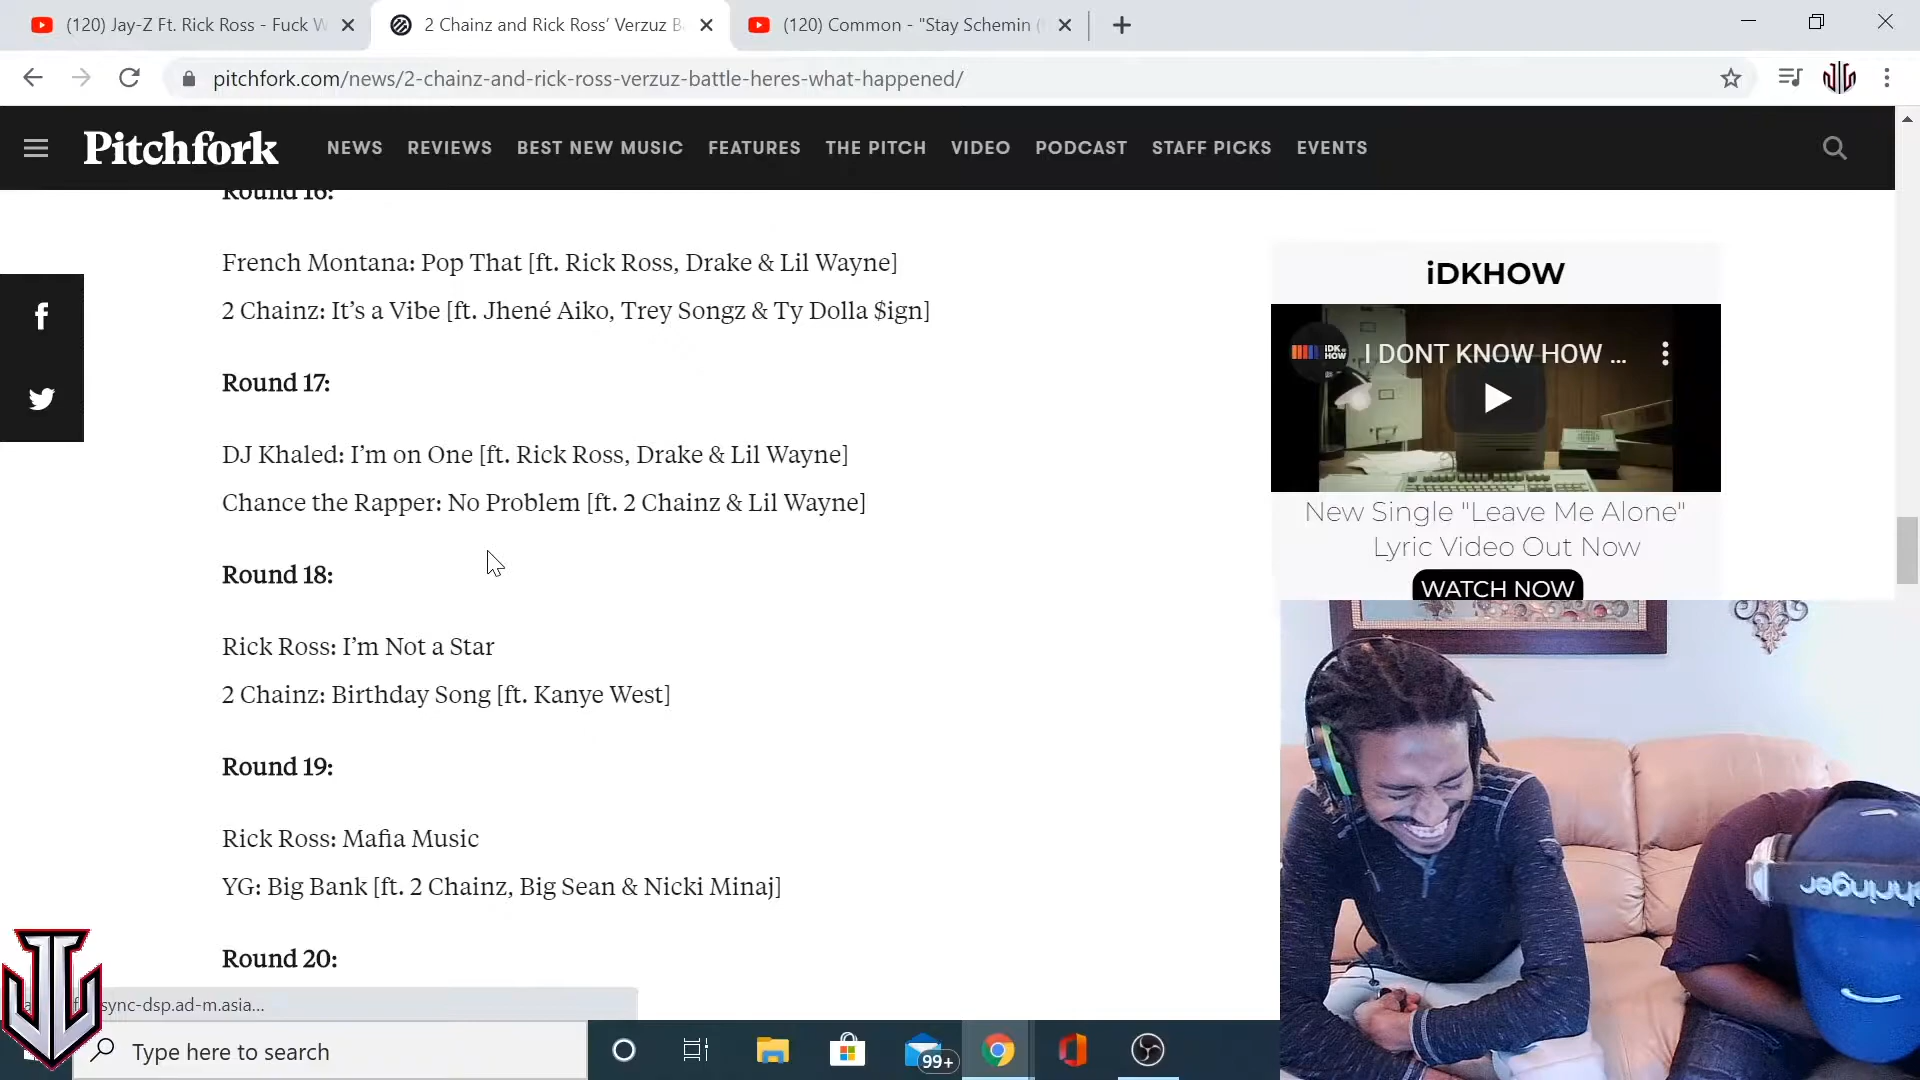 (120) Jay-Z Ft. Rick Ross - Fuck W
2 Chainz and Rick Ross' Verzuz B
(120) Common - "Stay Schemin (
pitchfork.com/news/2-chainz-and-rick-ross-verzuz-battle-heres-what-happened/
Pitchfork NEWS REVIEWS BEST NEW MUSIC FEATURES THE PITCH VIDEO PODCAST STAFF PICKS EVENTS
Round 16:
French Montana: Pop That [ft. Rick Ross, Drake & Lil Wayne]
2 Chainz: It's a Vibe [ft. Jhené Aiko, Trey Songz & Ty Dolla $ign]
Round 17:
DJ Khaled: I'm on One [ft. Rick Ross, Drake & Lil Wayne]
Chance the Rapper: No Problem [ft. 2 Chainz & Lil Wayne]
Round 18:
Rick Ross: I'm Not a Star
2 Chainz: Birthday Song [ft. Kanye West]
Round 19:
Rick Ross: Mafia Music
YG: Big Bank [ft. 2 Chainz, Big Sean & Nicki Minaj]
Round 20:
iDKHOW
iDK HOW
I DONT KNOW HOW ...
New Single "Leave Me Alone"
Lyric Video Out Now
WATCH NOW
sync-dsp.ad-m.asia...
Type here to search
99+